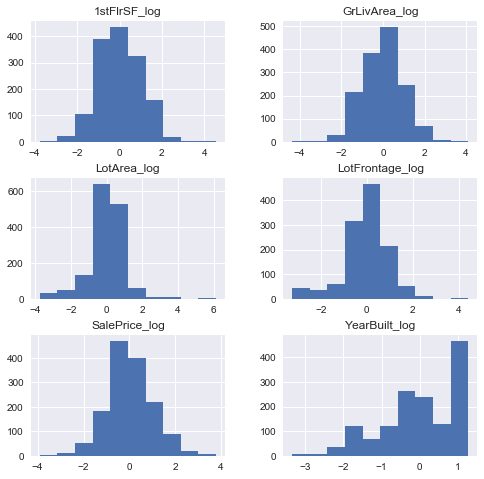 1stFlrSF_log GrLivArea_log
400 500
300 400
200 300
100 200
0 100
0
−4 −2 0 2 4 −4 −2 0 2 4
LotArea_log LotFrontage_log
600 400
400 300
200 200
0 100
0
−4 −2 0 2 4 6 −2 0 2 4
SalePrice_log YearBuilt_log
400 400
300 300
200 200
100 100
0 0
−4 −2 0 2 4 −3 −2 −1 0 1